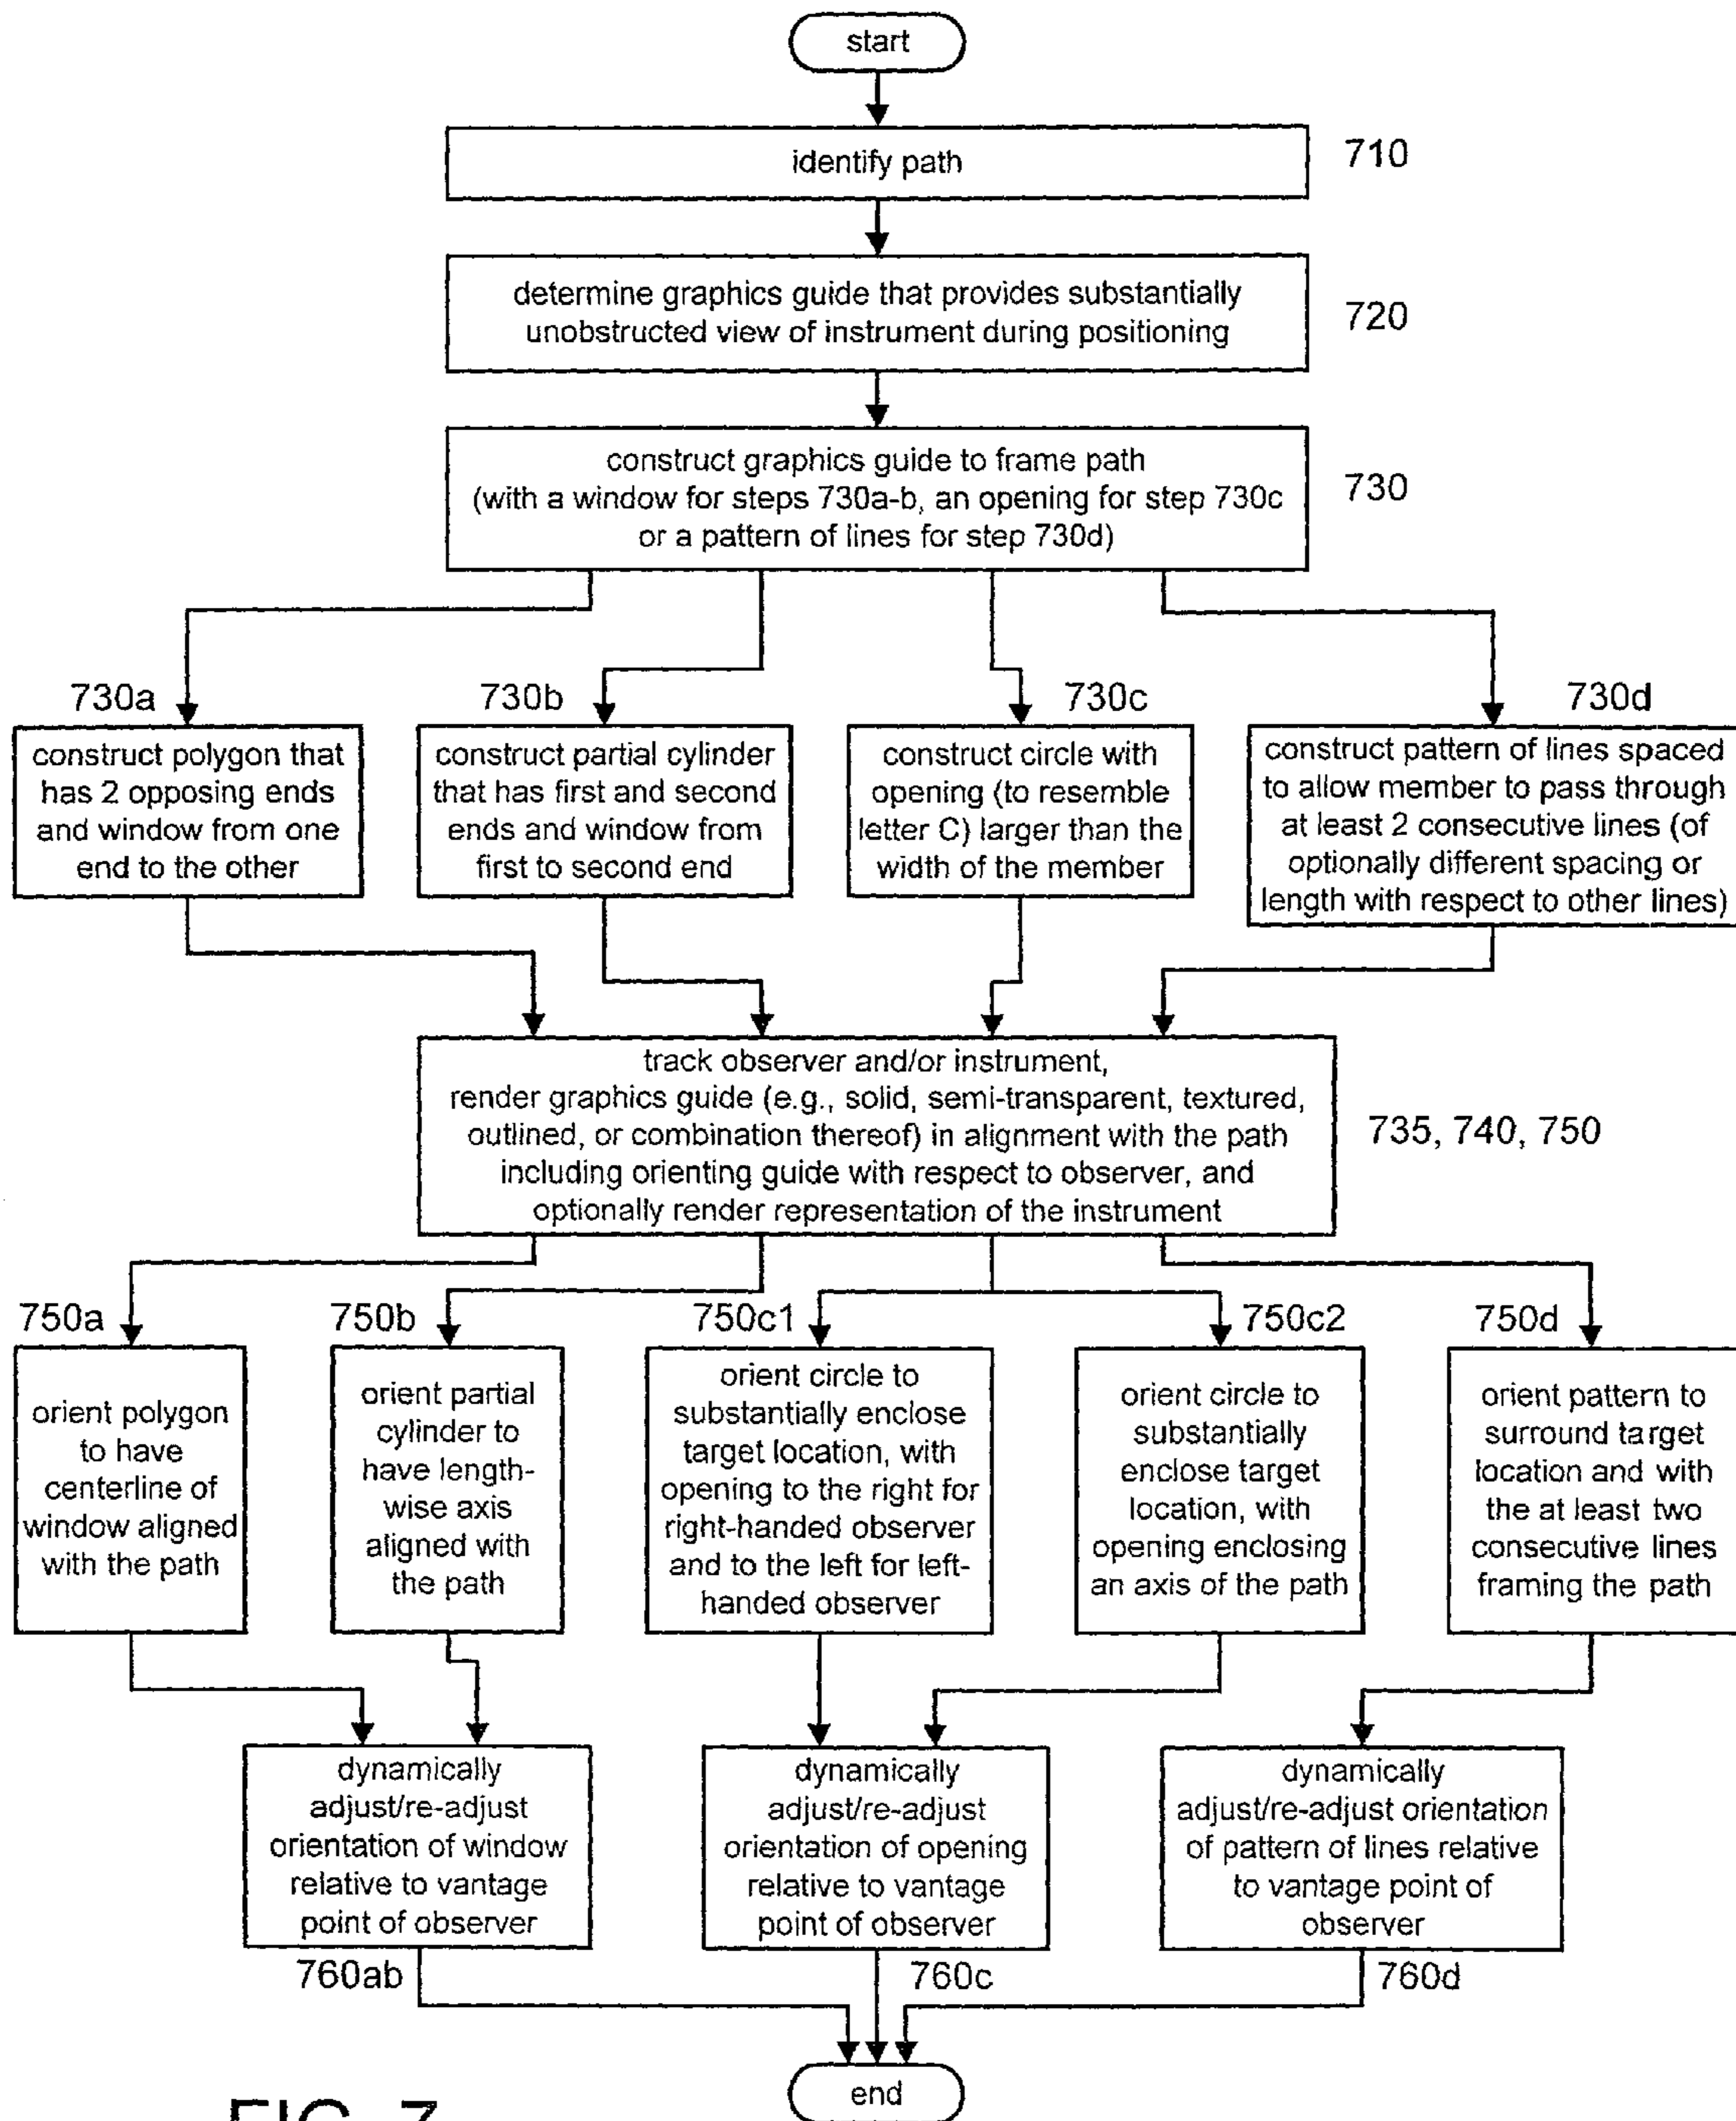 start
identify path
710
determine graphics guide that provides substantially
unobstructed view of instrument during positioning
720
construct graphics guide to frame path
(with a window for steps 730a-b, an opening for step 730c
or a pattern of lines for step 730d)
730
730a
construct polygon that
has 2 opposing ends
and window from one
end to the other
730b
construct partial cylinder
that has first and second
ends and window from
first to second end
730c
construct circle with
opening (to resemble
letter C) larger than the
width of the member
730d
construct pattern of lines spaced
to allow member to pass through
at least 2 consecutive lines (of
optionally different spacing or
length with respect to other lines)
track observer and/or instrument,
render graphics guide (e.g., solid, semi-transparent, textured,
outlined, or combination thereof) in alignment with the path
including orienting guide with respect to observer, and
optionally render representation of the instrument
735, 740, 750
750a
orient polygon
to have
centerline of
window aligned
with the path
750b
orient partial
cylinder to
have length-
wise axis
aligned with
the path
750c1
orient circle to
substantially enclose
target location, with
opening to the right for
right-handed observer
and to the left for left-
handed observer
750c2
orient circle to
substantially
enclose target
location, with
opening enclosing
an axis of the path
750d
orient pattern to
surround target
location and with
the at least two
consecutive lines
framing the path
dynamically
adjust/re-adjust
orientation of window
relative to vantage
point of observer
760ab
dynamically
adjust/re-adjust
orientation of opening
relative to vantage
point of observer
760c
dynamically
adjust/re-adjust orientation
of pattern of lines relative
to vantage point of
observer
760d
end
FIG. 7